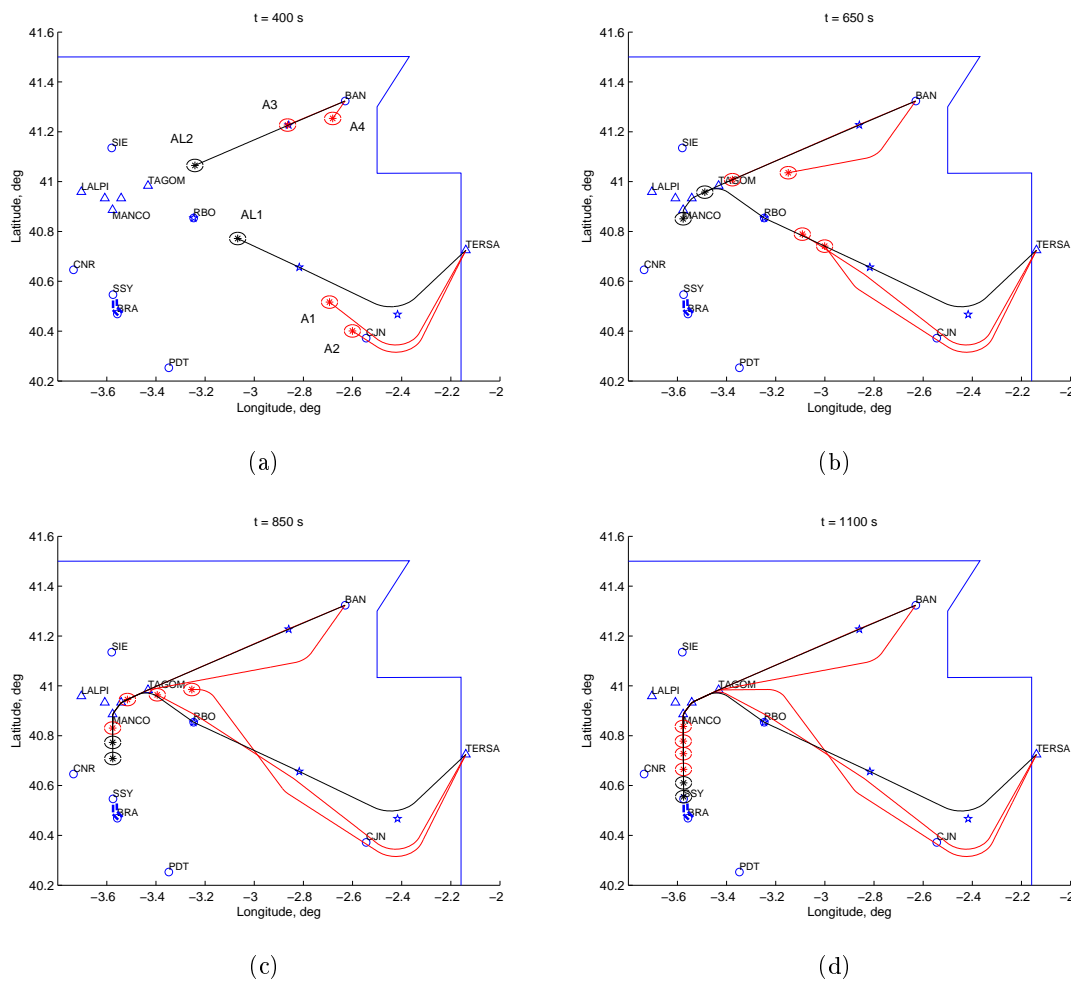 t = 400 s
41.6
41.4
41.2
41
40.8
40.6
40.4
40.2
Latitude, deg
BAN
A3
A4
AL2
SIE
TAGOM
LALPI
MANCO
RBO
AL1
TERSA
CNR
SSY
BRA
A1
A2
CJN
PDT
−3.6 −3.4 −3.2 −3 −2.8 −2.6 −2.4 −2.2 −2
Longitude, deg
(a)
t = 650 s
41.6
41.4
41.2
41
40.8
40.6
40.4
40.2
Latitude, deg
BAN
SIE
TAGOM
LALPI
MANCO
RBO
TERSA
CNR
SSY
BRA
CJN
PDT
−3.6 −3.4 −3.2 −3 −2.8 −2.6 −2.4 −2.2 −2
Longitude, deg
(b)
t = 850 s
41.6
41.4
41.2
41
40.8
40.6
40.4
40.2
Latitude, deg
BAN
SIE
TAGOM
LALPI
MANCO
RBO
TERSA
CNR
SSY
BRA
CJN
PDT
−3.6 −3.4 −3.2 −3 −2.8 −2.6 −2.4 −2.2 −2
Longitude, deg
(c)
t = 1100 s
41.6
41.4
41.2
41
40.8
40.6
40.4
40.2
Latitude, deg
BAN
SIE
TAGOM
LALPI
MANCO
RBO
TERSA
CNR
SSY
BRA
CJN
PDT
−3.6 −3.4 −3.2 −3 −2.8 −2.6 −2.4 −2.2 −2
Longitude, deg
(d)